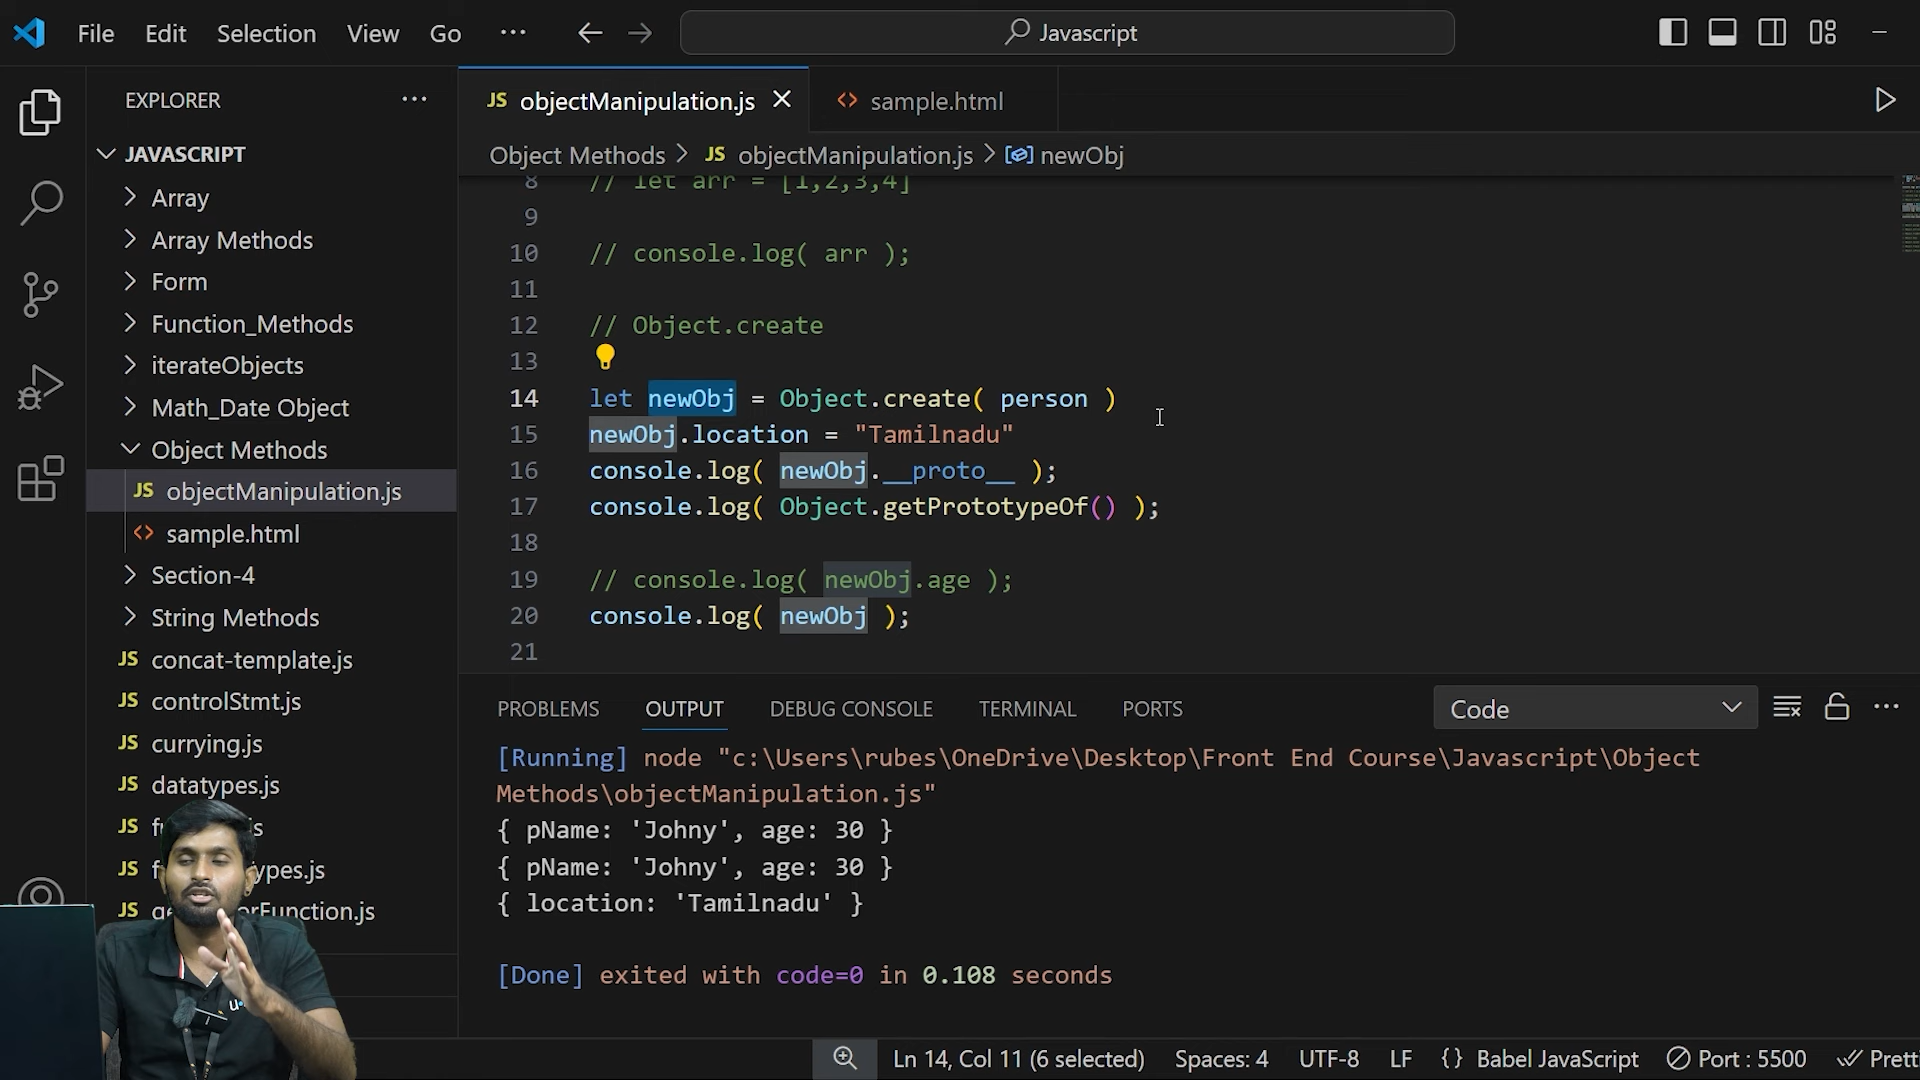 File Edit Selection View Go ... Javascript
EXPLORER ...
JAVASCRIPT
Array
Array Methods
Form
Function_Methods
iterateObjects
Math_Date Object
Object Methods
JS objectManipulation.js
<> sample.html
Section-4
String Methods
JS concat-template.js
JS controlStmt.js
JS currying.js
JS datatypes.js
JS
JS
JS
JS objectManipulation.js <> sample.html
Object Methods > JS objectManipulation.js > newObj
8 // let arr = [1,2,3,4]
9
10 // console.log( arr );
11
12 // Object.create
13
14 let newObj = Object.create( person )
15 newObj.location = "Tamilnadu"
16 console.log( newObj.__proto__ );
17 console.log( Object.getPrototypeOf() );
18
19 // console.log( newObj.age );
20 console.log( newObj );
21
PROBLEMS OUTPUT DEBUG CONSOLE TERMINAL PORTS Code ...
[Running] node "c:\Users\rubes\OneDrive\Desktop\Front End Course\Javascript\Object
Methods\objectManipulation.js"
{ pName: 'Johny', age: 30 }
{ pName: 'Johny', age: 30 }
{ location: 'Tamilnadu' }
[Done] exited with code=0 in 0.108 seconds
Ln 14, Col 11 (6 selected) Spaces: 4 UTF-8 LF {} Babel JavaScript Port : 5500 Pretti